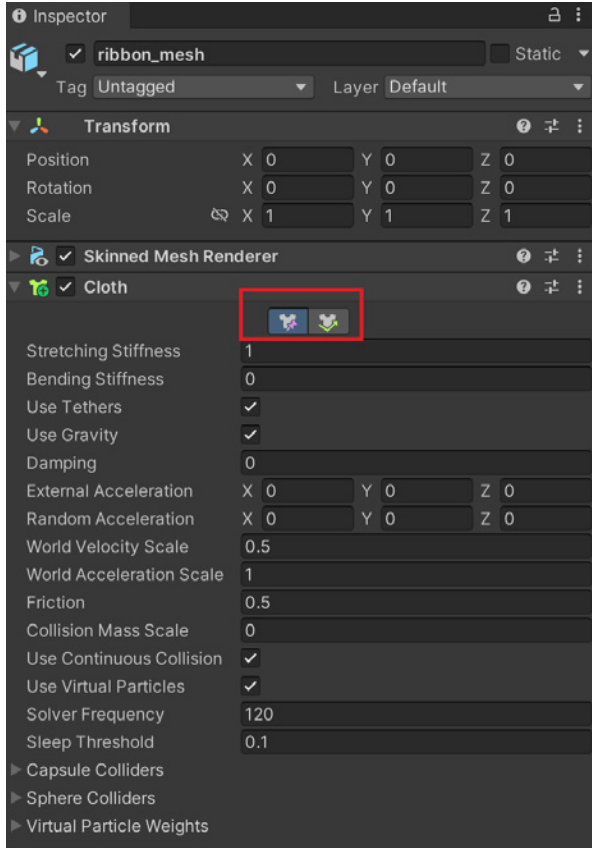 Inspector
ribbon_mesh Static
Tag Untagged Layer Default
Transform
Position X 0 Y 0 Z 0
Rotation X 0 Y 0 Z 0
Scale X 1 Y 1 Z 1
Skinned Mesh Renderer
Cloth
Stretching Stiffness 1
Bending Stiffness 0
Use Tethers
Use Gravity
Damping 0
External Acceleration X 0 Y 0 Z 0
Random Acceleration X 0 Y 0 Z 0
World Velocity Scale 0.5
World Acceleration Scale 1
Friction 0.5
Collision Mass Scale 0
Use Continuous Collision
Use Virtual Particles
Solver Frequency 120
Sleep Threshold 0.1
Capsule Colliders
Sphere Colliders
Virtual Particle Weights